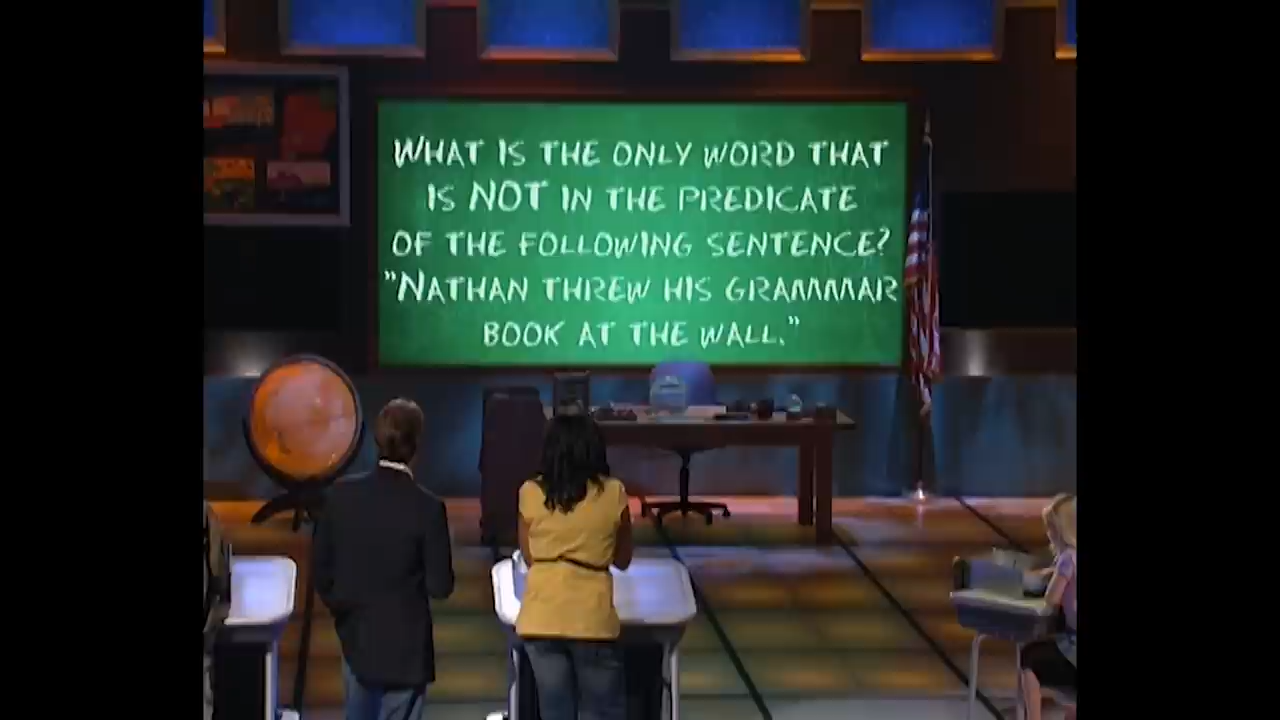 WHAT IS THE ONLY WORD THAT
IS NOT IN THE PREDICATE
OF THE FOLLOWING SENTENCE?
"NATHAN THREW HIS GRAMMAR
BOOK AT THE WALL."